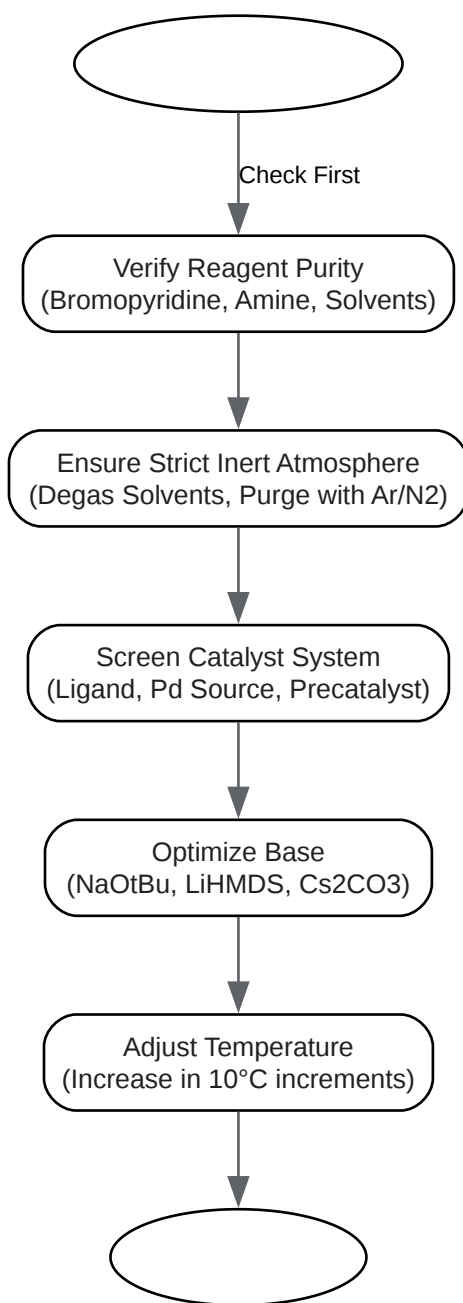 Check First
Verify Reagent Purity
(Bromopyridine, Amine, Solvents)
Ensure Strict Inert Atmosphere
(Degas Solvents, Purge with Ar/N2)
Screen Catalyst System
(Ligand, Pd Source, Precatalyst)
Optimize Base
(NaOtBu, LiHMDS, Cs2CO3)
Adjust Temperature
(Increase in 10°C increments)